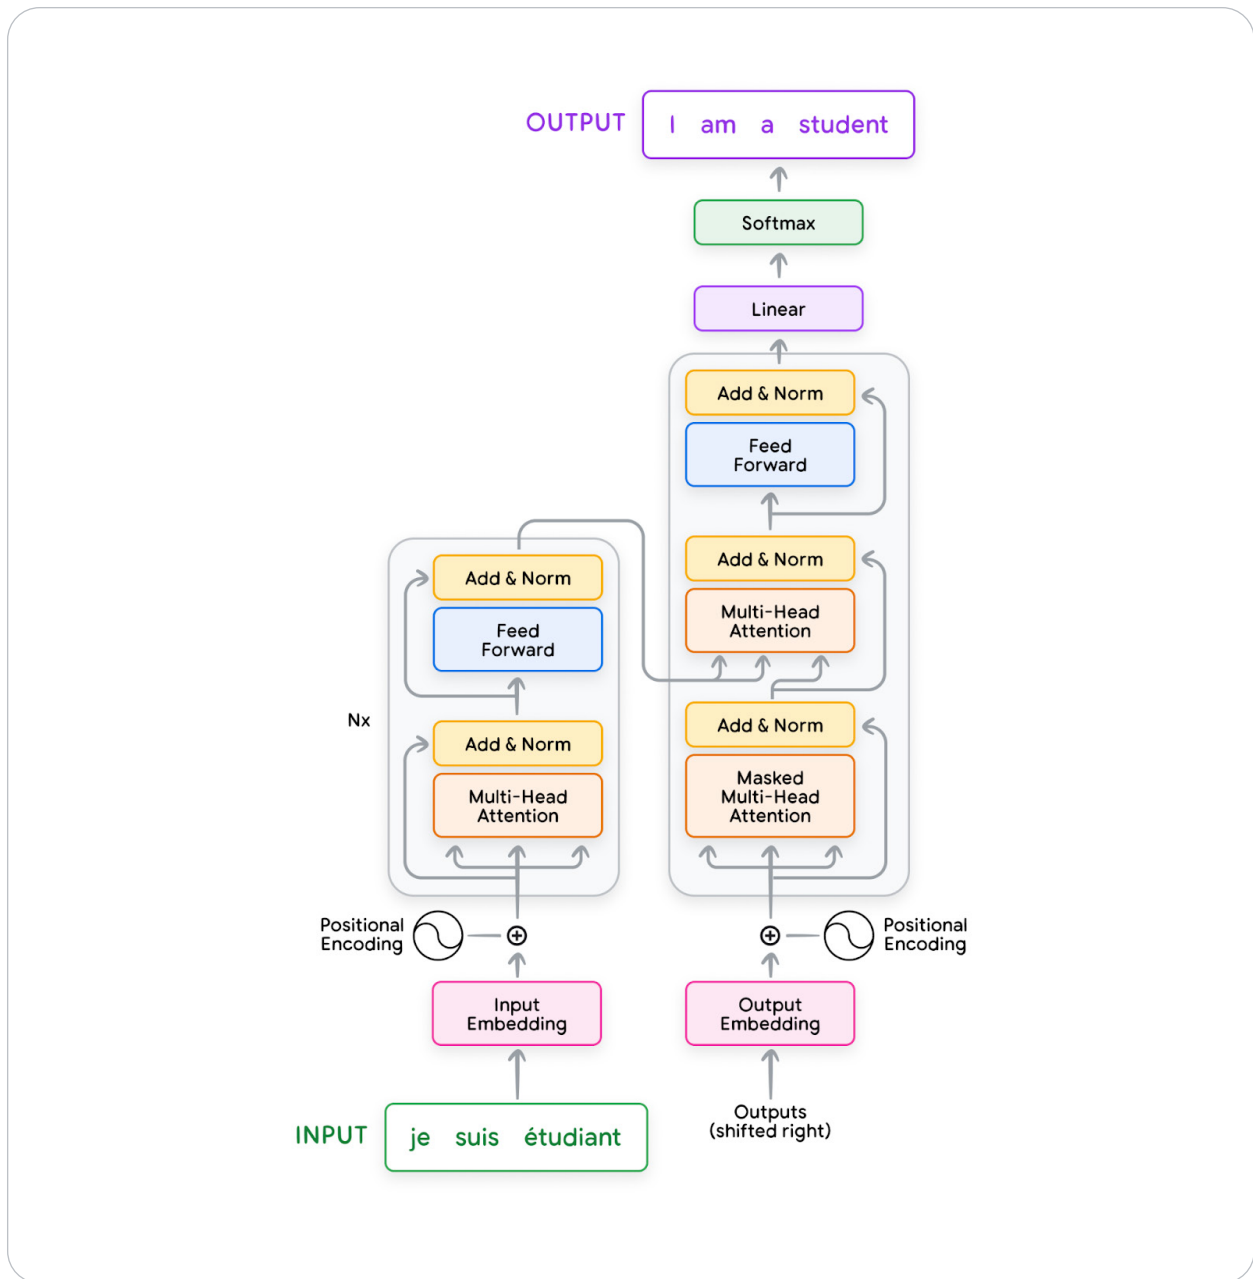 OUTPUT
I am a student
Softmax
Linear
Add & Norm
Feed
Forward
Add & Norm
Multi-Head
Attention
Add & Norm
Masked
Multi-Head
Attention
Nx
Add & Norm
Feed
Forward
Add & Norm
Multi-Head
Attention
Positional
Encoding
Positional
Encoding
Input
Embedding
Output
Embedding
INPUT
je suis étudiant
Outputs
(shifted right)